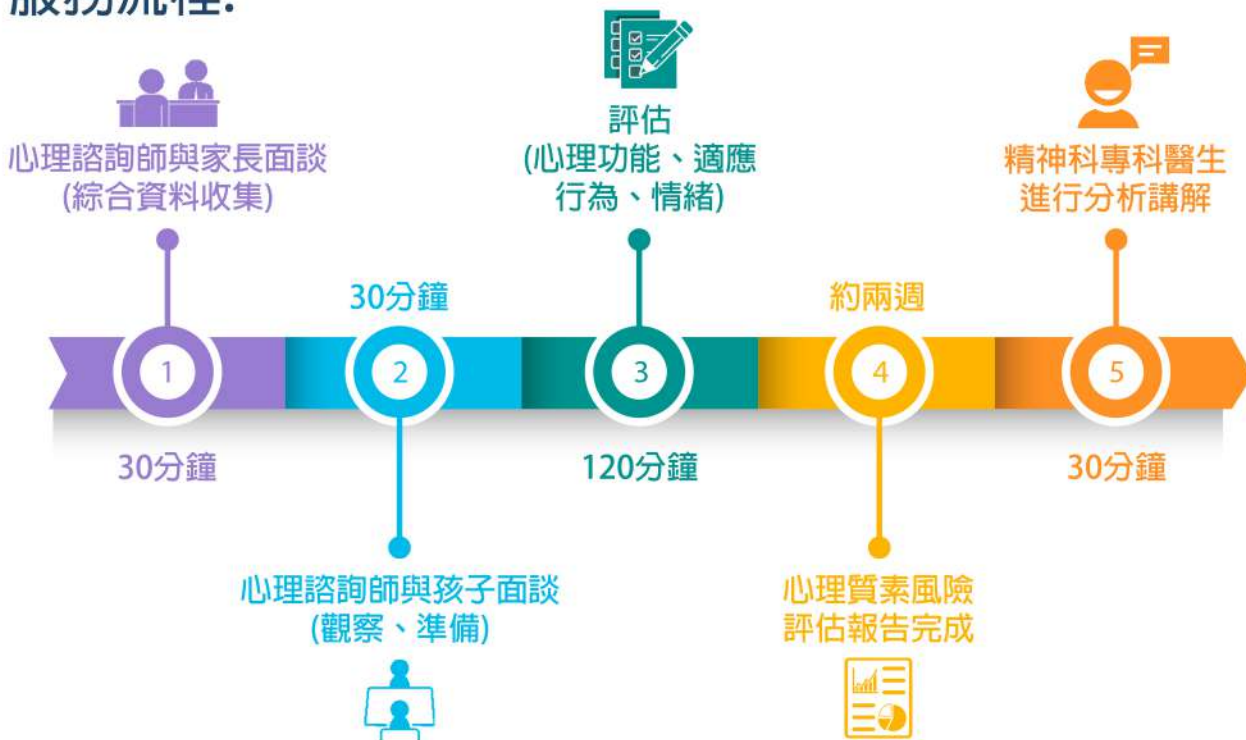 服務流程:
心理諮詢師與家長面談
(綜合資料收集)
1
30分鐘
30分鐘
2
心理諮詢師與孩子面談
(觀察、準備)
評估
(心理功能、適應
行為、情緒)
3
120分鐘
約兩週
4
心理質素風險
評估報告完成
精神科專科醫生
進行分析講解
5
30分鐘